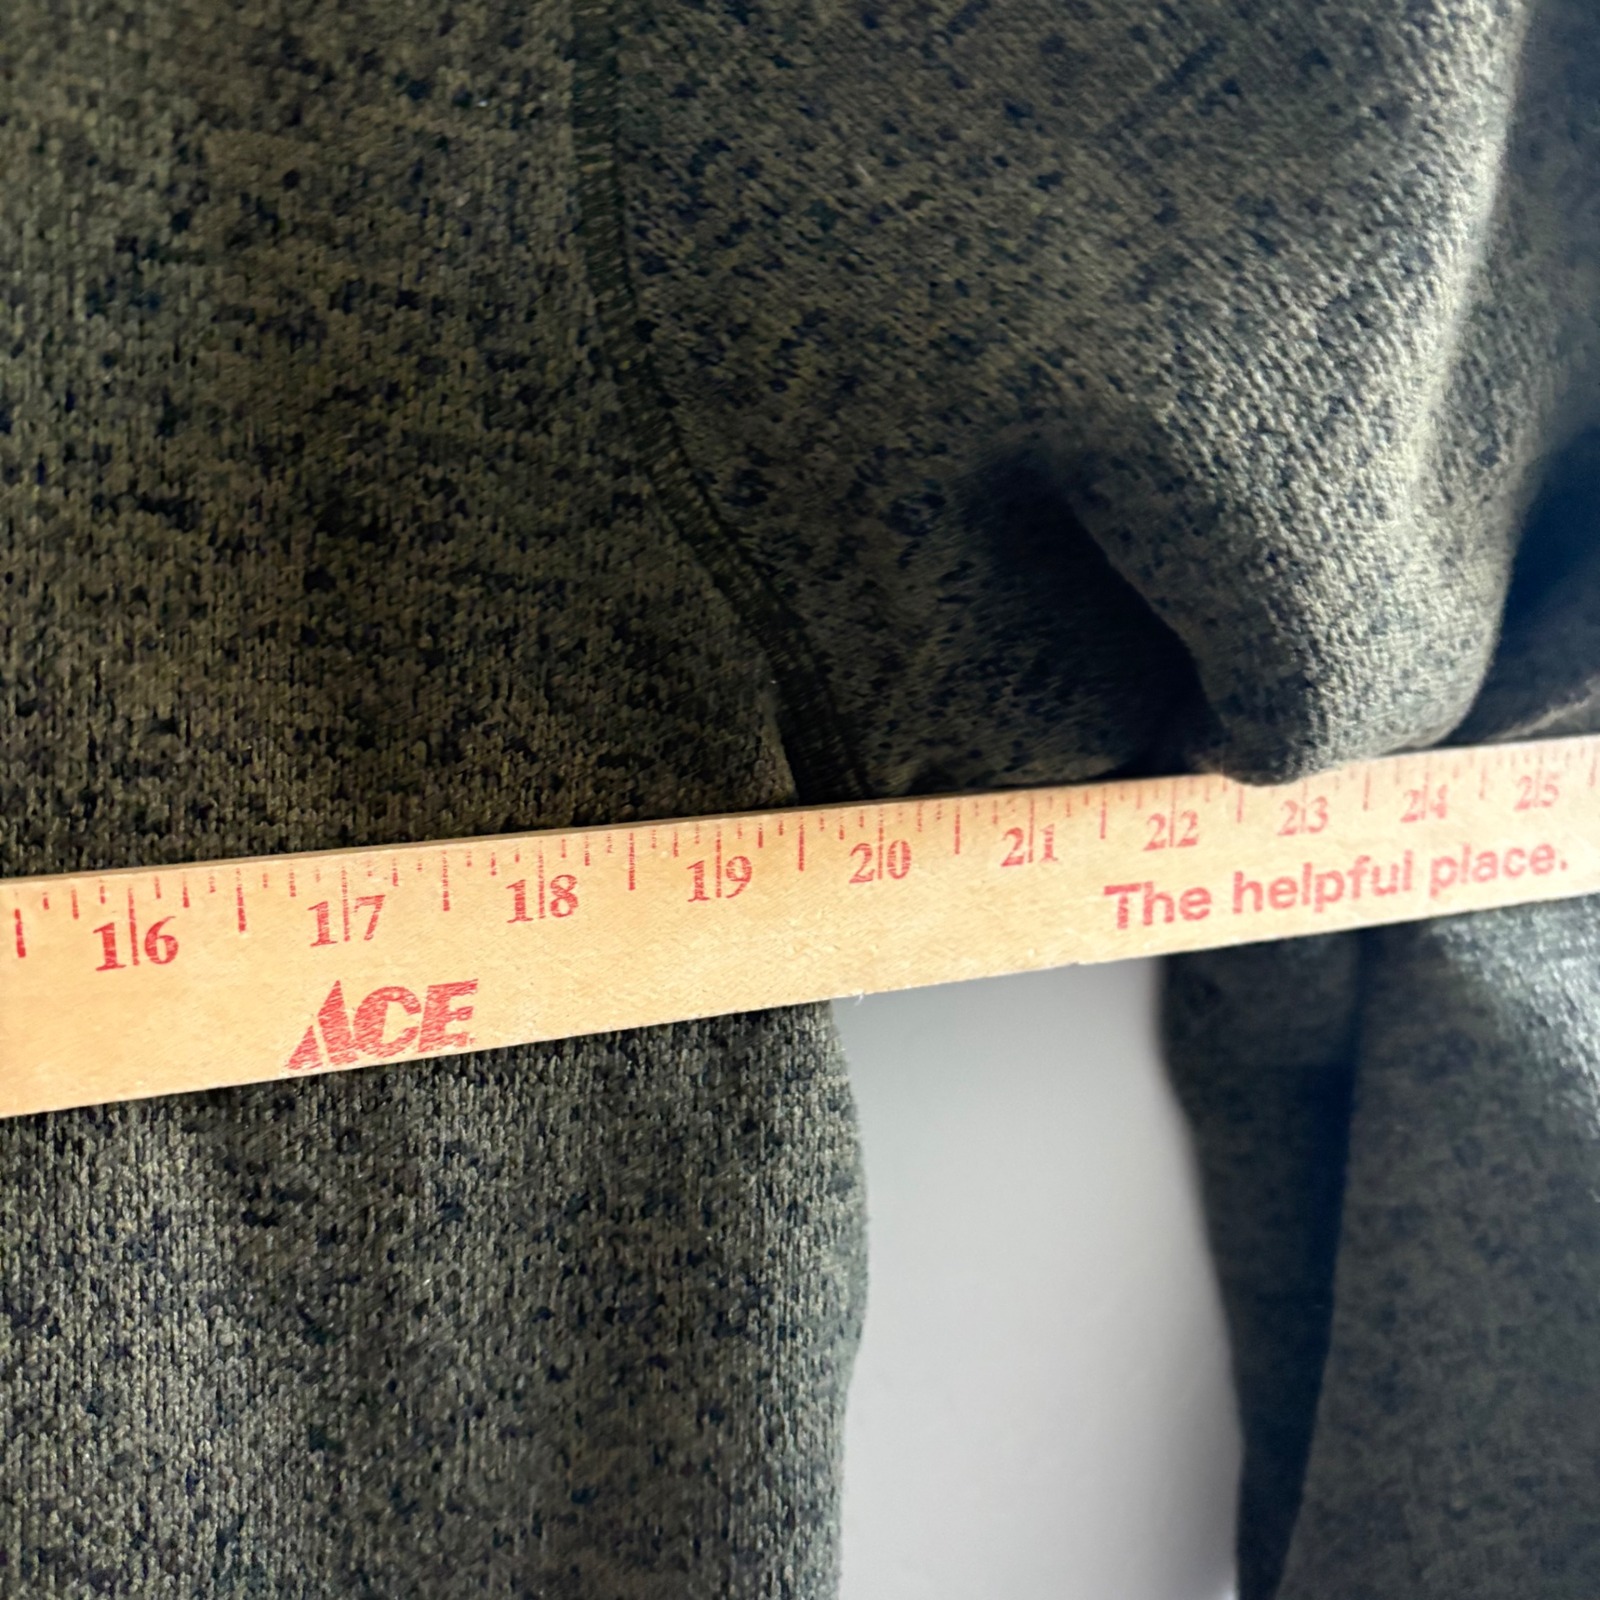 16 17 18 19 20 21 22 23 24 25
The helpful place.
ACE